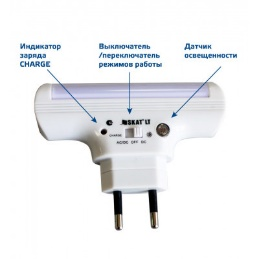 Индикатор
заряда
CHARGE
Выключатель
/переключатель
режимов работы
Датчик
освещенности
SKAT LT
CHARGE
AC/DC OFF DC